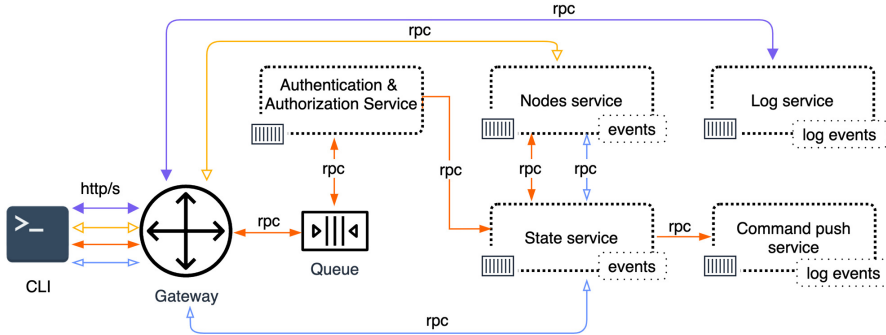 rpc
rpc
Authentication &
Authorization Service
Nodes service
events
Log service
log events
http/s
rpc
rpc
rpc
rpc
>_
CLI
Gateway
rpc
Queue
State service
events
rpc
Command push
service
log events
rpc